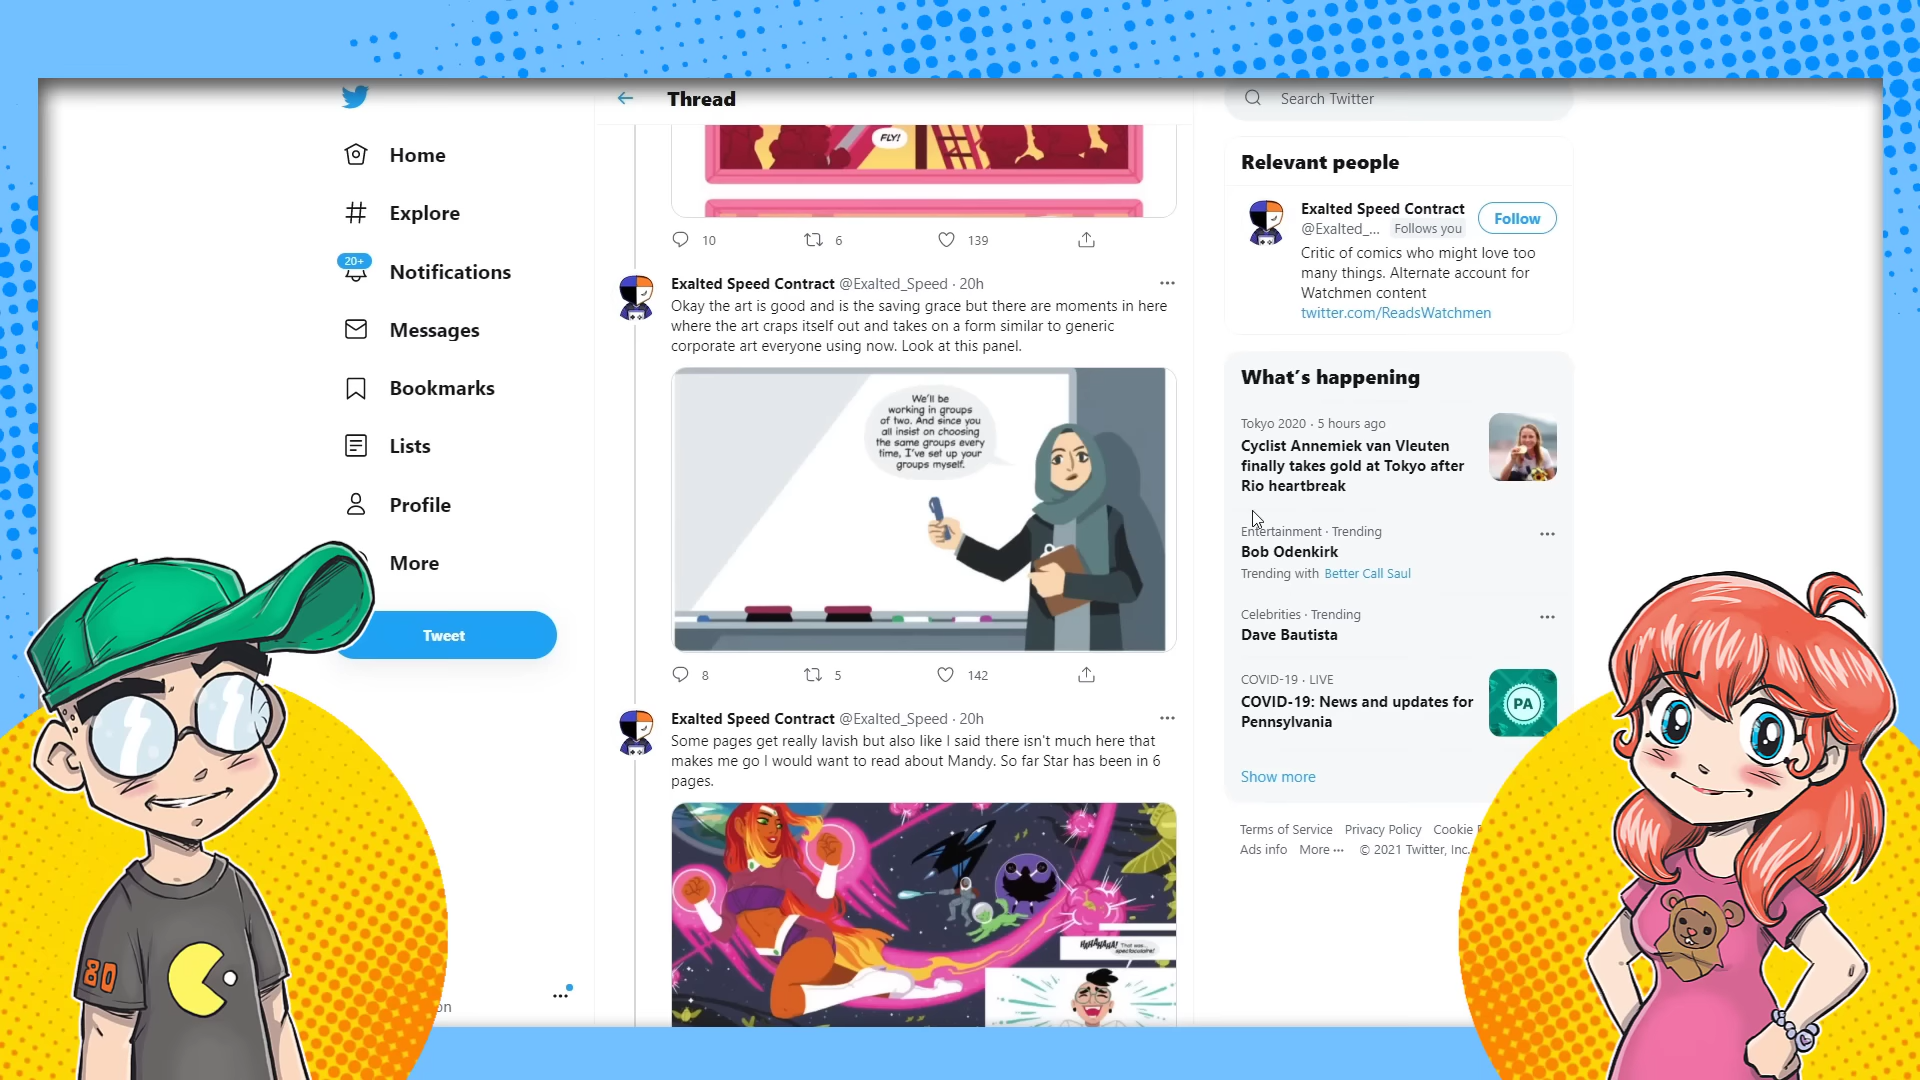 Home
Explore
20+
Notifications
Messages
Bookmarks
Lists
Profile
More
Tweet
Thread
FLY!
10
6
139
Exalted Speed Contract @Exalted_Speed · 20h
Okay the art is good and is the saving grace but there are moments in here
where the art craps itself out and takes on a form similar to generic
corporate art everyone using now. Look at this panel.
We'll be
working in groups
of two. And since you
all insist on choosing
the same groups every
time, I've set up your
groups myself.
8
5
142
Exalted Speed Contract @Exalted_Speed · 20h
Some pages get really lavish but also like I said there isn't much here that
makes me go I would want to read about Mandy. So far Star has been in 6
pages.
HAHAHAHA! That was...
spectacular!
Search Twitter
Relevant people
Exalted Speed Contract
@Exalted_... Follows you
Follow
Critic of comics who might love too
many things. Alternate account for
Watchmen content
twitter.com/ReadsWatchmen
What's happening
Tokyo 2020 · 5 hours ago
Cyclist Annemiek van Vleuten
finally takes gold at Tokyo after
Rio heartbreak
Entertainment · Trending
Bob Odenkirk
Trending with Better Call Saul
Celebrities · Trending
Dave Bautista
COVID-19 · LIVE
COVID-19: News and updates for
Pennsylvania
PA
Show more
Terms of Service Privacy Policy Cookie
Ads info More ··· © 2021 Twitter, Inc.
80
on